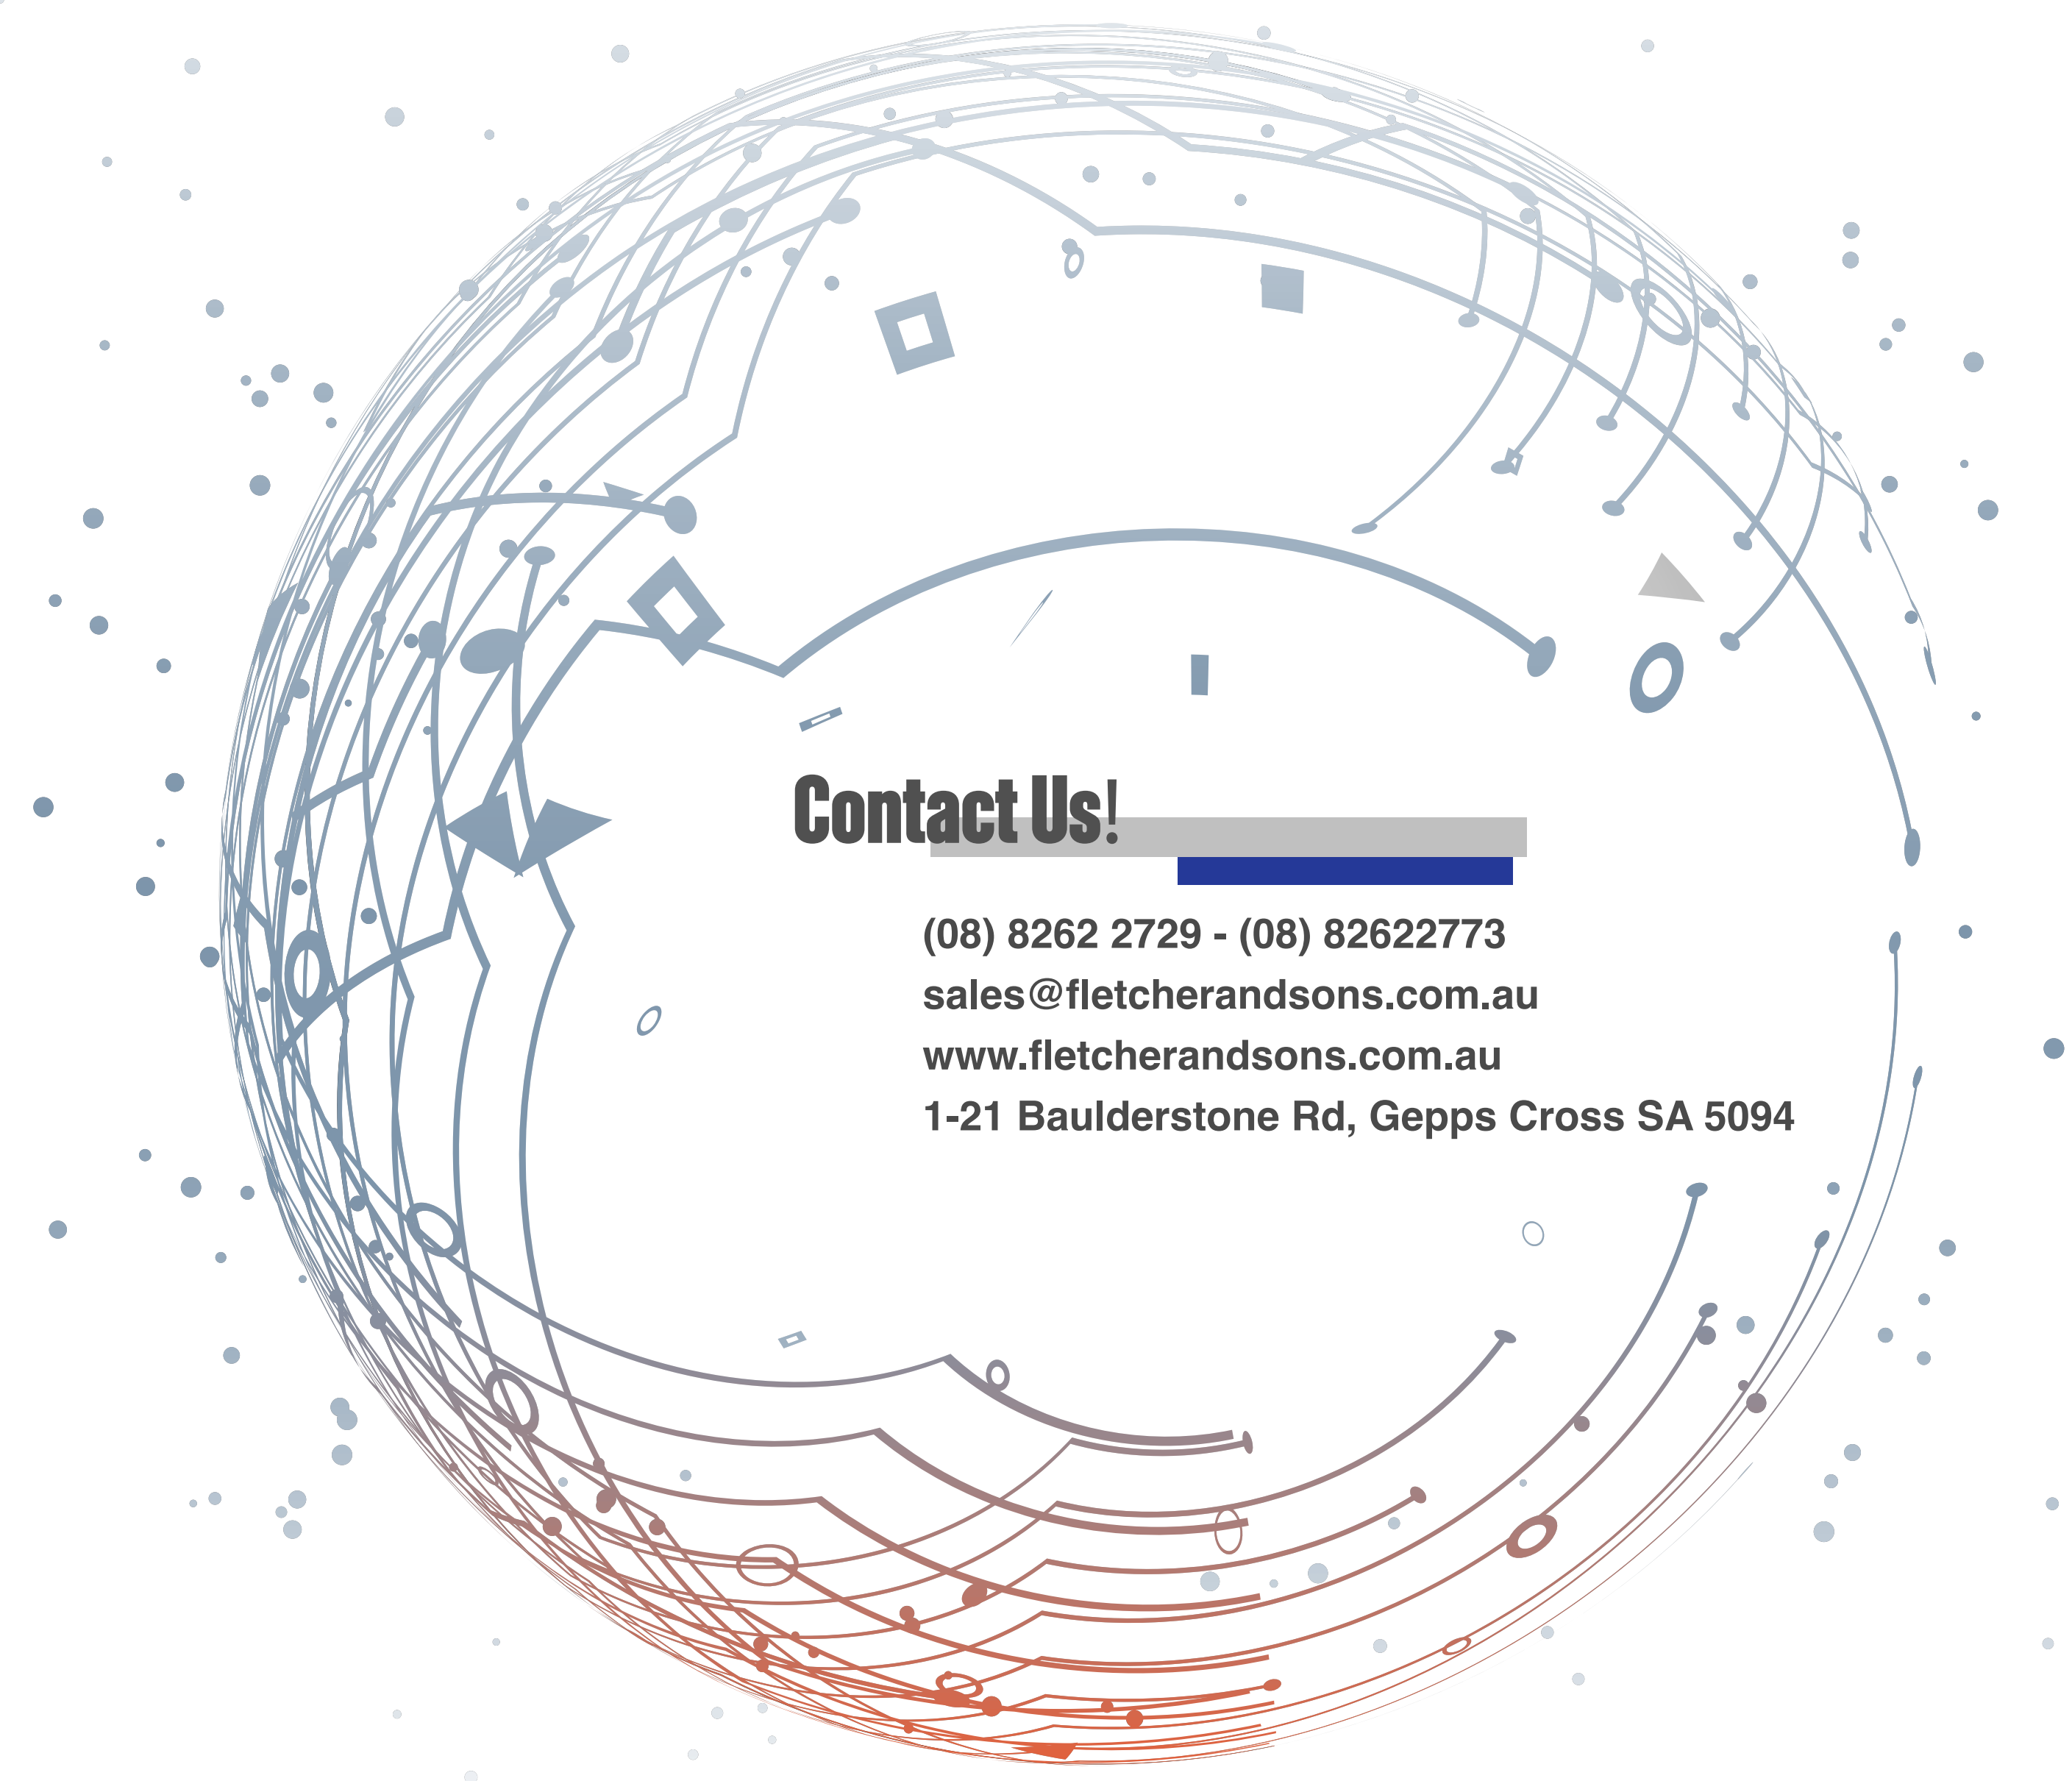 Contact Us!
(08) 8262 2729 - (08) 82622773
sales@fletcherandsons.com.au
www.fletcherandsons.com.au
1-21 Baulderstone Rd, Gepps Cross SA 5094